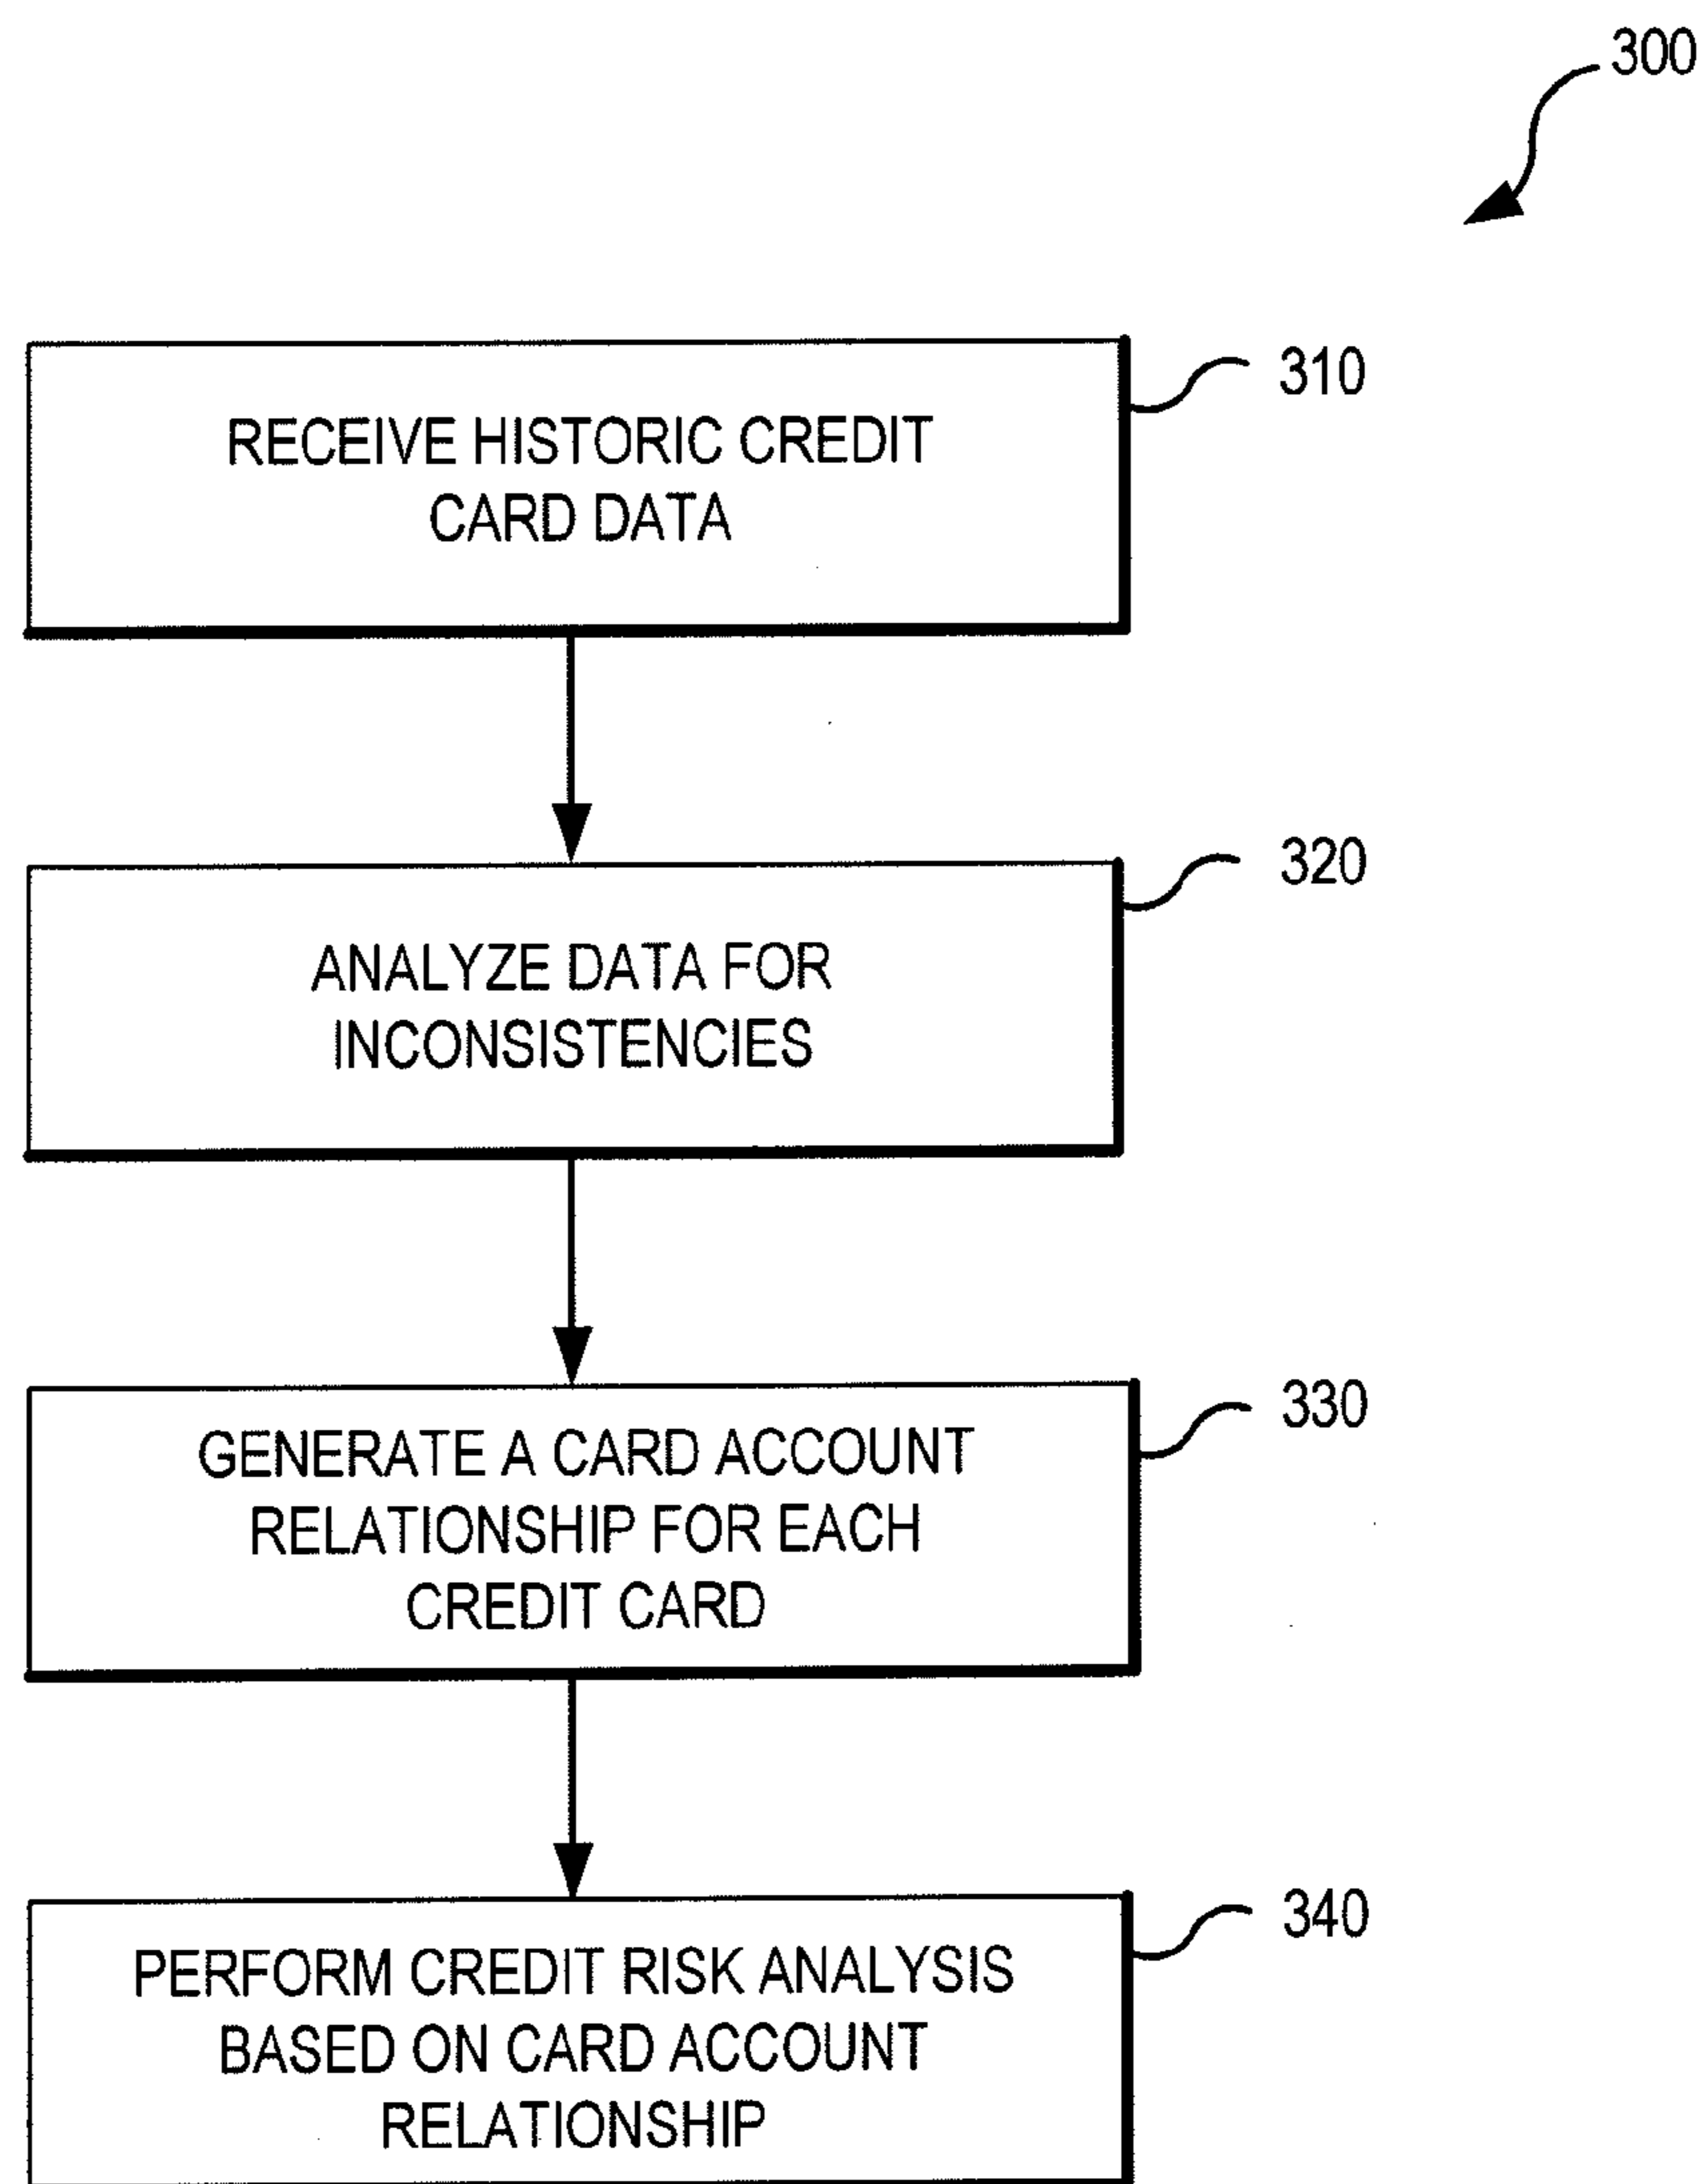 300
RECEIVE HISTORIC CREDIT
CARD DATA
310
ANALYZE DATA FOR
INCONSISTENCIES
320
GENERATE A CARD ACCOUNT
RELATIONSHIP FOR EACH
CREDIT CARD
330
PERFORM CREDIT RISK ANALYSIS
BASED ON CARD ACCOUNT
RELATIONSHIP
340